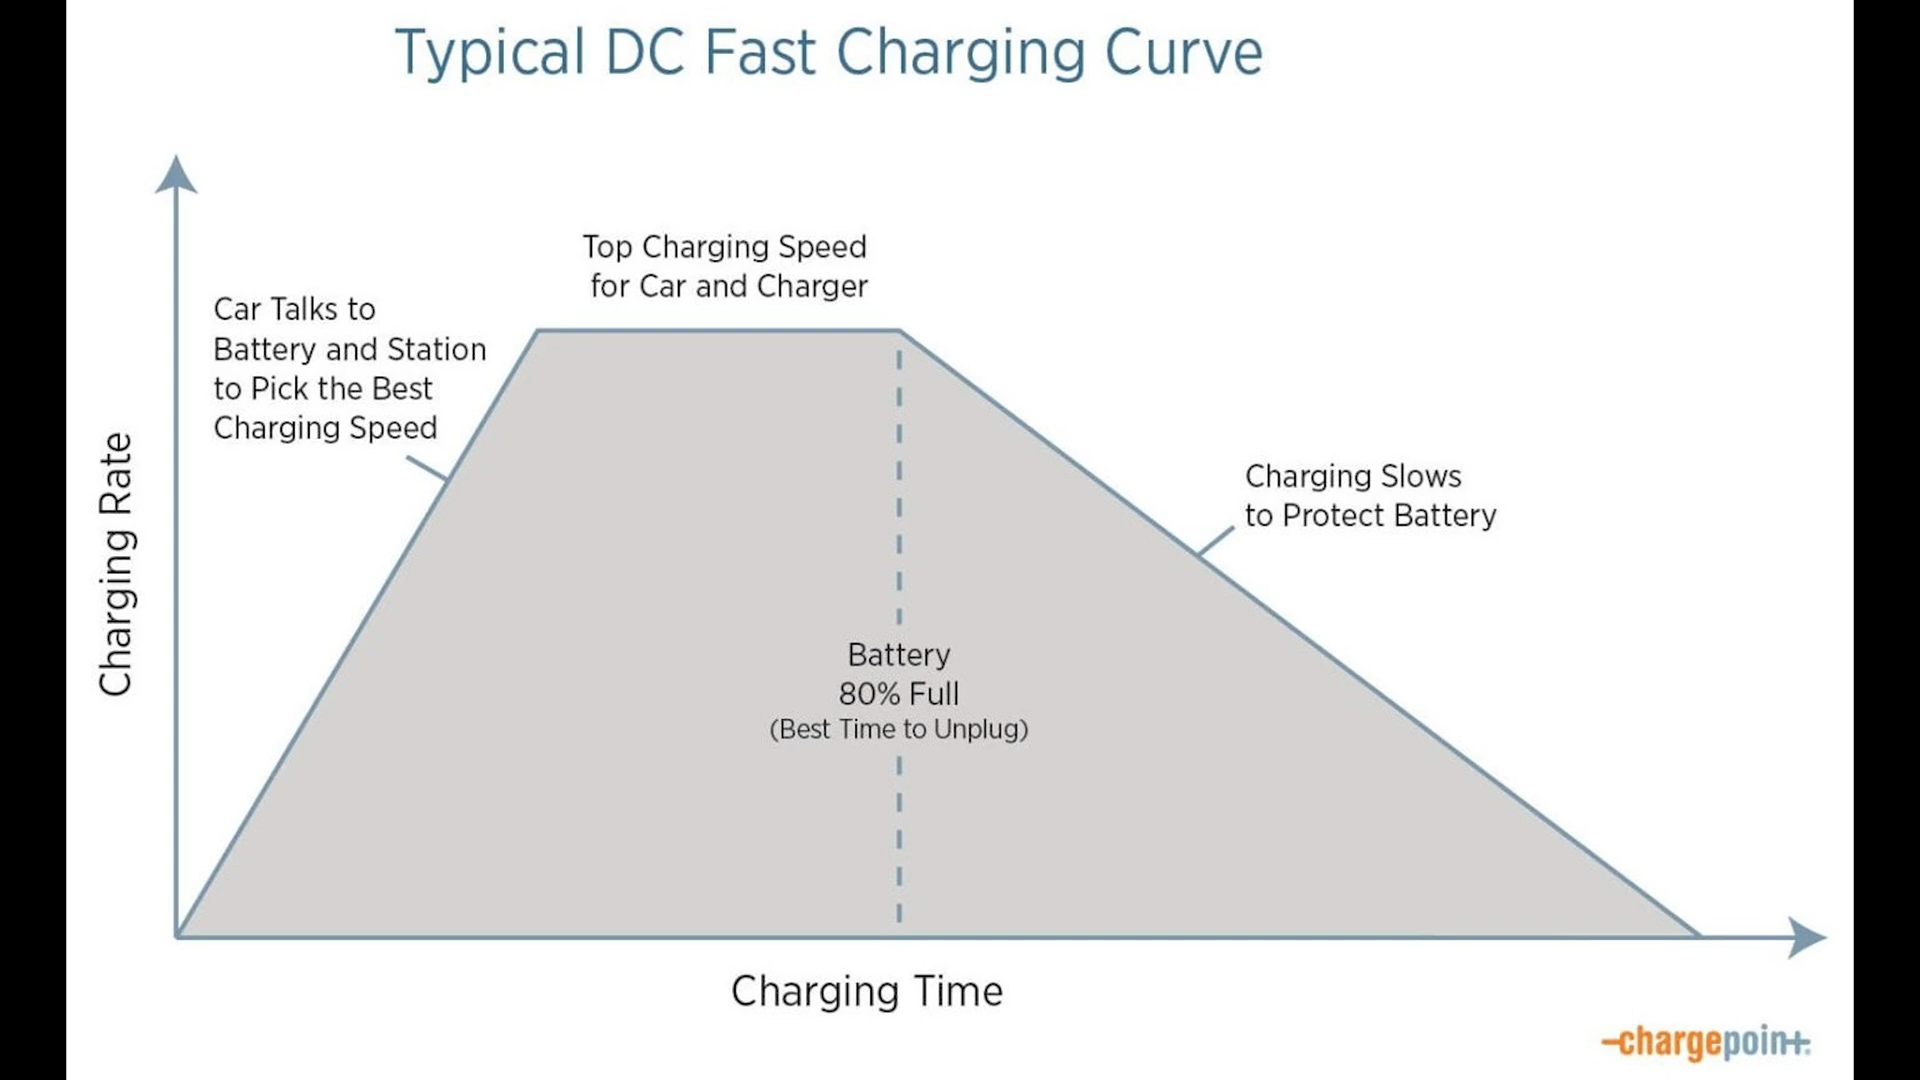 Typical DC Fast Charging Curve
Top Charging Speed
for Car and Charger
Car Talks to
Battery and Station
to Pick the Best
Charging Speed
Charging Slows
to Protect Battery
Charging Rate
Battery
80% Full
(Best Time to Unplug)
Charging Time
chargepoint